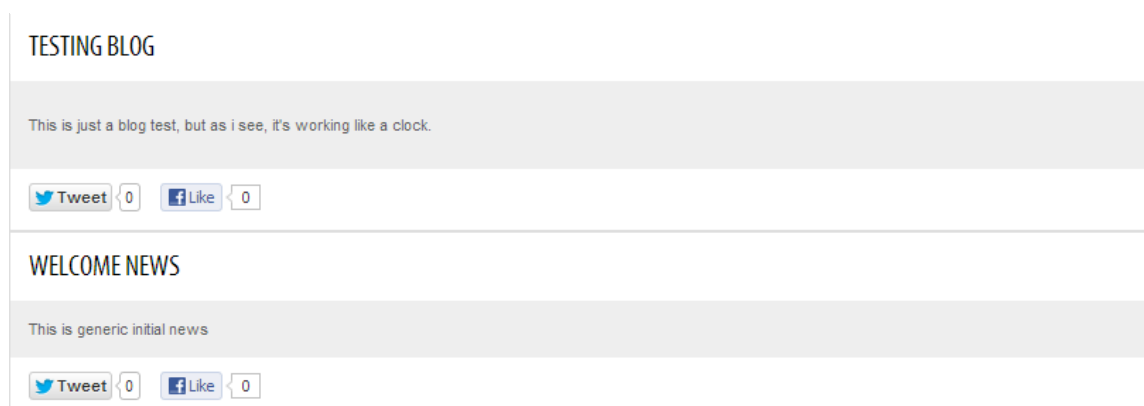 TESTING BLOG
This is just a blog test, but as i see, it's working like a clock.
Tweet 0 Like 0
WELCOME NEWS
This is generic initial news
Tweet 0 Like 0